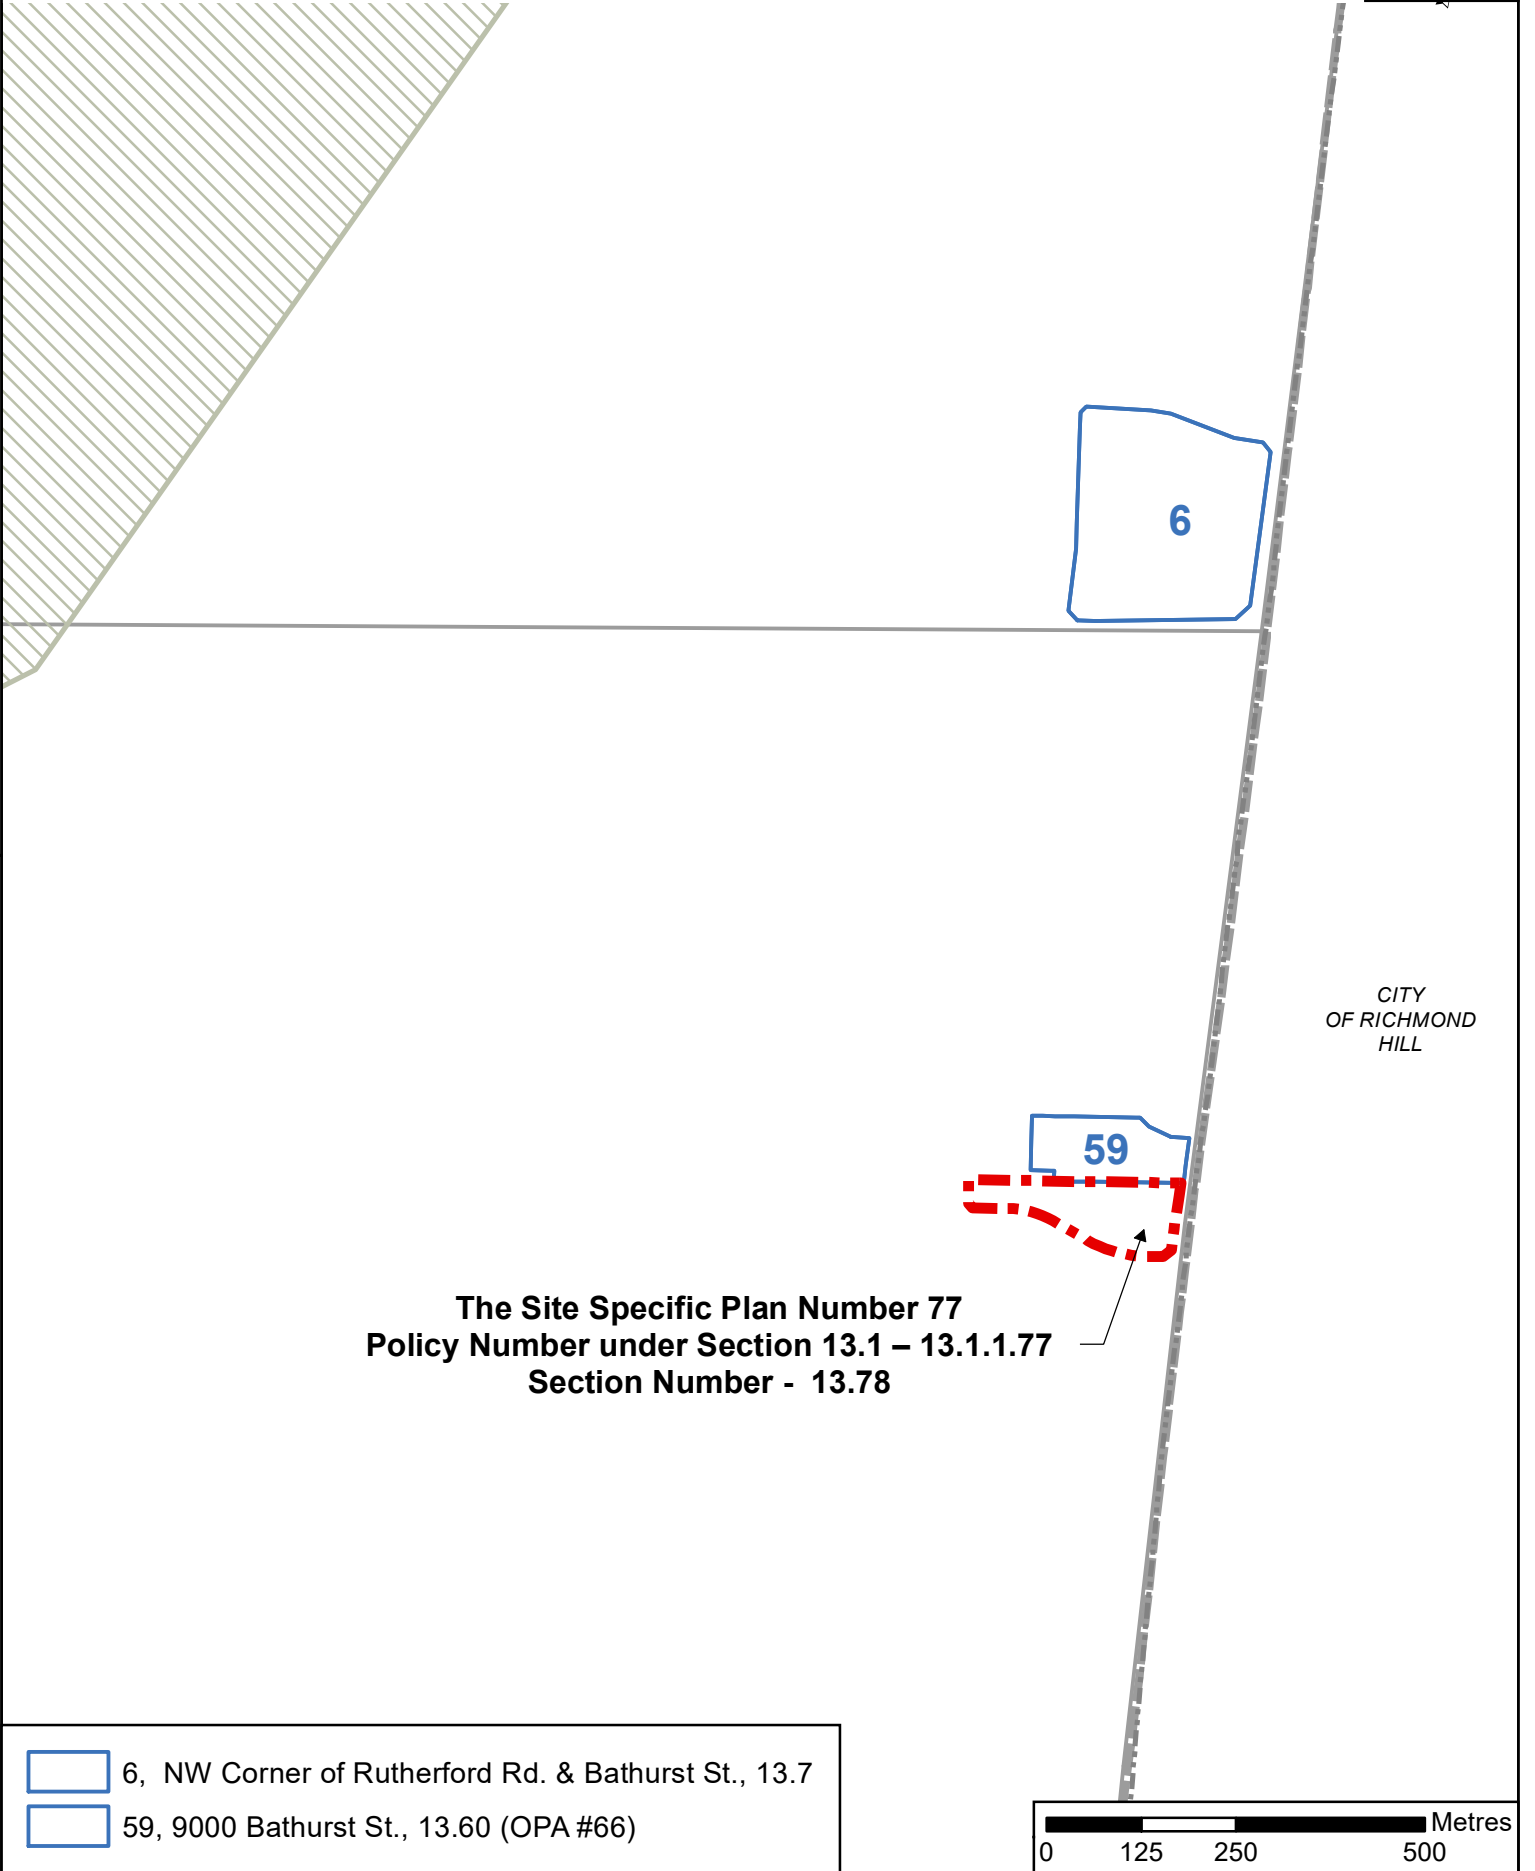 6
CITY
OF RICHMOND
HILL
59
The Site Specific Plan Number 77
Policy Number under Section 13.1 – 13.1.1.77
Section Number -  13.78
6,  NW Corner of Rutherford Rd. & Bathurst St., 13.7
59, 9000 Bathurst St., 13.60 (OPA #66)
Metres
0 125 250 500